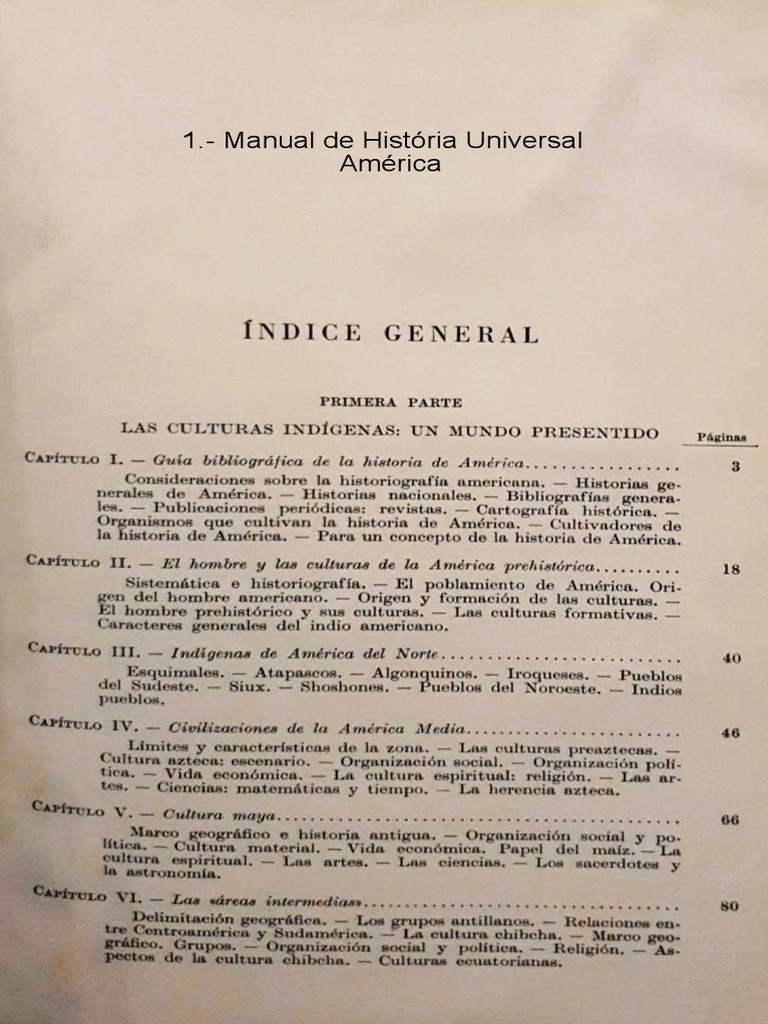 1.- Manual de História Universal
América
ÍNDICE GENERAL
PRIMERA PARTE
LAS CULTURAS INDÍGENAS: UN MUNDO PRESENTIDO
Páginas
CAPÍTULO I. — Guía bibliográfica de la historia de América................ 3
Consideraciones sobre la historiografía americana. — Historias ge-
nerales de América. — Historias nacionales. — Bibliografías genera-
les. — Publicaciones periódicas: revistas. — Cartografía histórica. —
Organismos que cultivan la historia de América. — Cultivadores de
la historia de América. — Para un concepto de la historia de América.
CAPÍTULO II. — El hombre y las culturas de la América prehistórica.......... 18
Sistemática e historiografía. — El poblamiento de América. Ori-
gen del hombre americano. — Origen y formación de las culturas. —
El hombre prehistórico y sus culturas. — Las culturas formativas. —
Caracteres generales del indio americano.
CAPÍTULO III. — Indígenas de América del Norte......................... 40
Esquimales. — Atapascos. — Algonquinos. — Iroqueses. — Pueblos
del Sudeste. — Siux. — Shoshones. — Pueblos del Noroeste. — Indios
pueblos.
CAPÍTULO IV. — Civilizaciones de la América Media....................... 46
Límites y características de la zona. — Las culturas preaztecas. —
Cultura azteca: escenario. — Organización social. — Organización polí-
tica. — Vida económica. — La cultura espiritual: religión. — Las ar-
tes. — Ciencias: matemáticas y tiempo. — La herencia azteca.
CAPÍTULO V. — Cultura maya.......................................... 66
Marco geográfico e historia antigua. — Organización social y po-
lítica. — Cultura material. — Vida económica. Papel del maíz. — La
cultura espiritual. — Las artes. — Las ciencias. — Los sacerdotes y
la astronomía.
CAPÍTULO VI. — Las «áreas intermedias».................................. 80
Delimitación geográfica. — Los grupos antillanos. — Relaciones en-
tre Centroamérica y Sudamérica. — La cultura chibcha. — Marco geo-
gráfico. Grupos. — Organización social y política. — Religión. — As-
pectos de la cultura chibcha. — Culturas ecuatorianas.